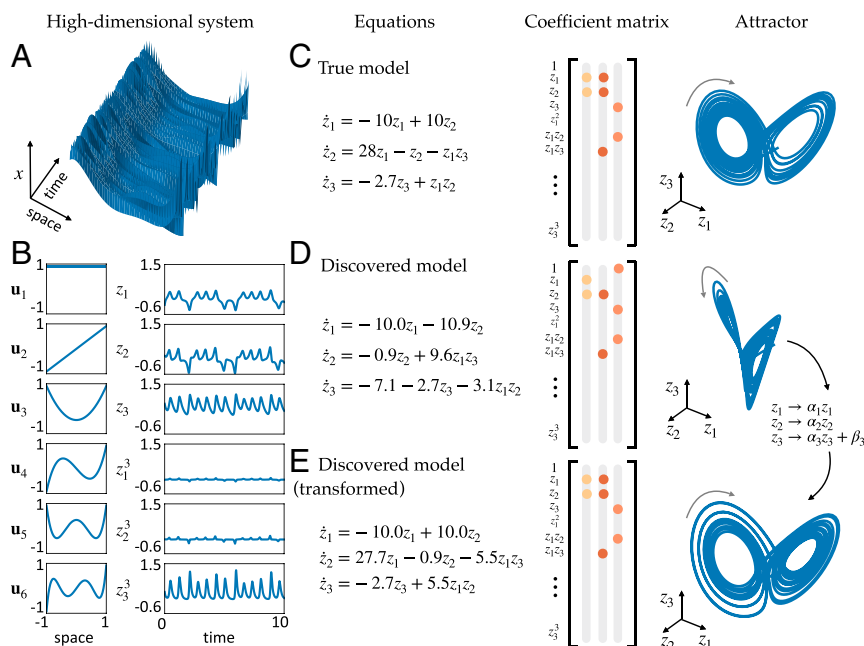 High-dimensional system
Equations
Coefficient matrix
Attractor
A
x
time
space
B
u₁
1
-1
z₁
1.5
-0.6
u₂
1
-1
z₂
1.5
-0.6
u₃
1
-1
z₃
1.5
-0.6
u₄
1
-1
z₁³
1.5
-0.6
u₅
1
-1
z₂³
1.5
-0.6
u₆
1
-1
z₃³
1.5
-0.6
-1 1
space
0 10
time
C
True model
ż₁ = − 10z₁ + 10z₂
ż₂ = 28z₁ − z₂ − z₁z₃
ż₃ = − 2.7z₃ + z₁z₂
1
z₁
z₂
z₃
z₁²
z₁z₂
z₁z₃
⋮
z₃³
z₃
z₂ z₁
D
Discovered model
ż₁ = − 10.0z₁ − 10.9z₂
ż₂ = − 0.9z₂ + 9.6z₁z₃
ż₃ = − 7.1 − 2.7z₃ − 3.1z₁z₂
1
z₁
z₂
z₃
z₁²
z₁z₂
z₁z₃
⋮
z₃³
z₃
z₂ z₁
z₁ → α₁z₁
z₂ → α₂z₂
z₃ → α₃z₃ + β₃
E
Discovered model
(transformed)
ż₁ = − 10.0z₁ + 10.0z₂
ż₂ = 27.7z₁ − 0.9z₂ − 5.5z₁z₃
ż₃ = − 2.7z₃ + 5.5z₁z₂
1
z₁
z₂
z₃
z₁²
z₁z₂
z₁z₃
⋮
z₃³
z₃
z₂ z₁